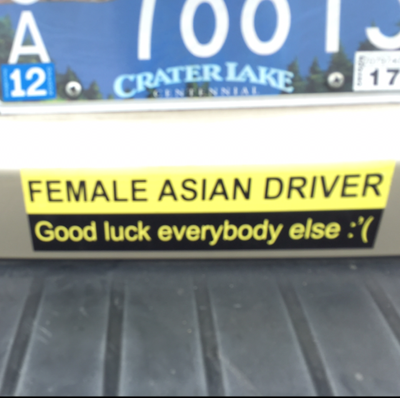 A
12
CRATER LAKE
CENTENNIAL
17
FEMALE ASIAN DRIVER
Good luck everybody else :'(